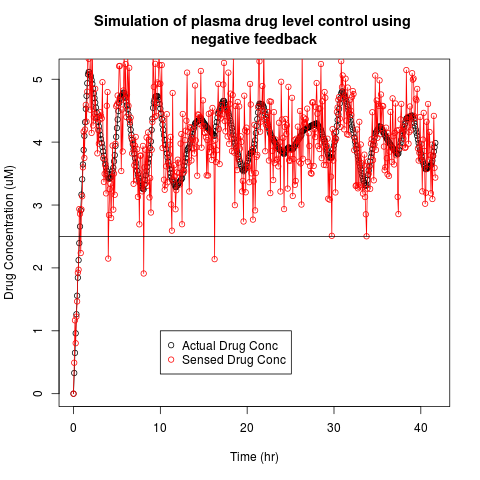 Simulation of plasma drug level control using
negative feedback
Drug Concentration (uM)
5
4
3
2
1
0
Actual Drug Conc
Sensed Drug Conc
0 10 20 30 40
Time (hr)